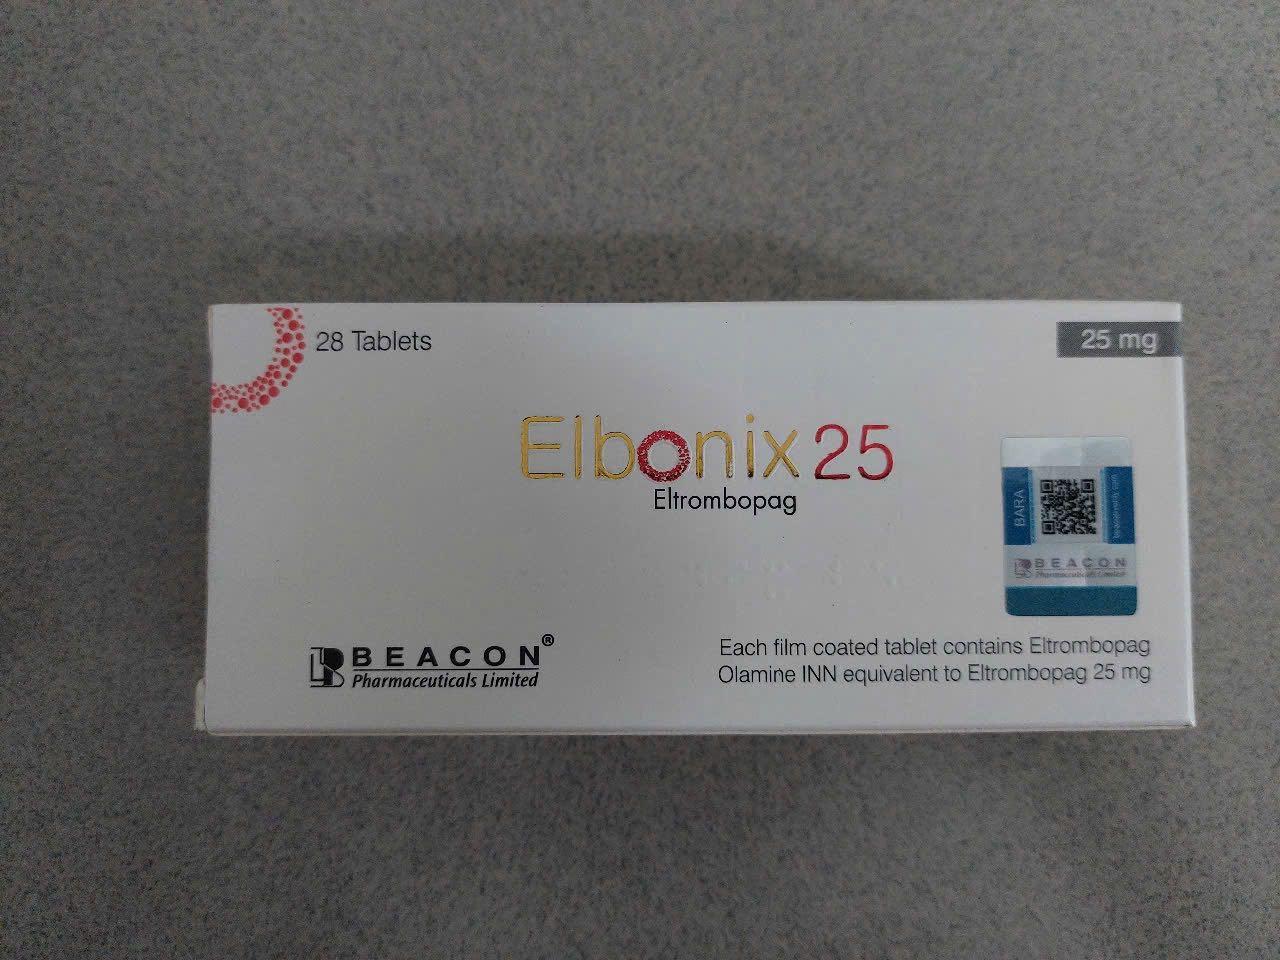 28 Tablets
25 mg
Elbonix 25
Eltrombopag
BARA
BEACON
Pharmaceuticals Limited
BEACON®
Pharmaceuticals Limited
Each film coated tablet contains Eltrombopag
Olamine INN equivalent to Eltrombopag 25 mg